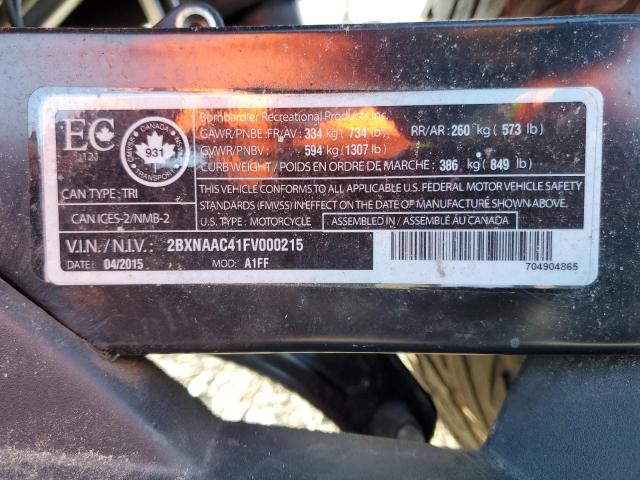 Bombardier Recreational Products Inc.
EC
120
CANADA
931
TRANSPORT
GAWR/PNBE :FR/AV: 334 kg ( 734 lb) RR/AR: 260 kg ( 573 lb)
GVWR/PNBV : 594 kg (1307 lb)
CURB WEIGHT / POIDS EN ORDRE DE MARCHE : 386 kg ( 849 lb)
CAN TYPE: TRI
CAN ICES-2/NMB-2
THIS VEHICLE CONFORMS TO ALL APPLICABLE U.S. FEDERAL MOTOR VEHICLE SAFETY
STANDARDS (FMVSS) IN EFFECT ON THE DATE OF MANUFACTURE SHOWN ABOVE
U.S. TYPE: MOTORCYCLE ASSEMBLED IN / ASSEMBLÉ AU CANADA
V.I.N. / N.I.V.: 2BXNAAC41FV000215
DATE: 04/2015 MOD: A1FF
704904865